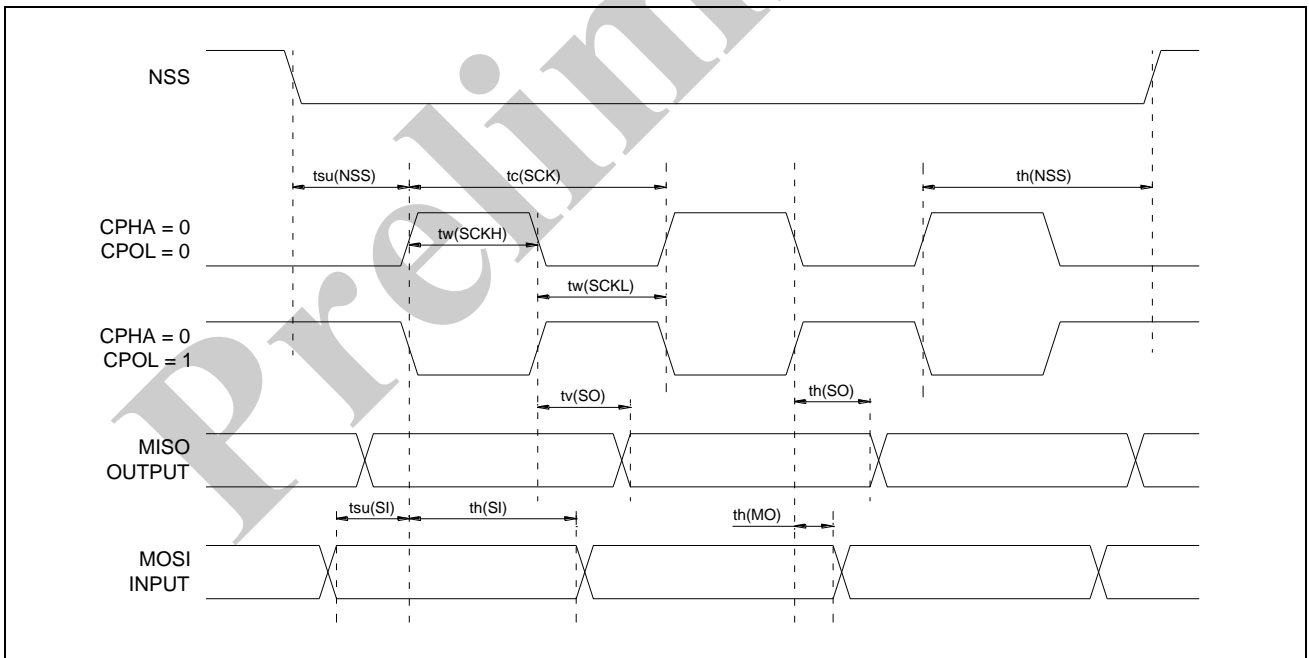 NSS
tsu(NSS)
tc(SCK)
th(NSS)
CPHA = 0
CPOL = 0
tw(SCKH)
tw(SCKL)
CPHA = 0
CPOL = 1
tv(SO)
th(SO)
MISO
OUTPUT
tsu(SI)
th(SI)
th(MO)
MOSI
INPUT
Prelim